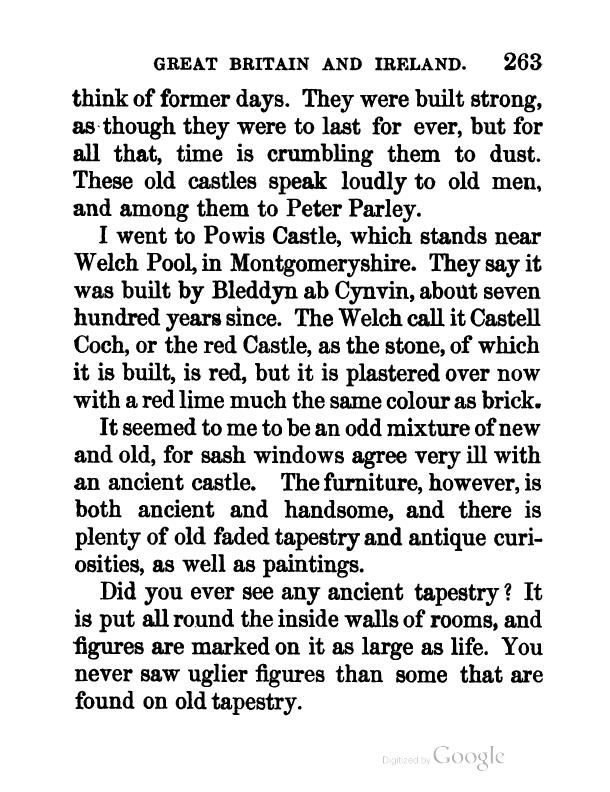 GREAT BRITAIN AND IRELAND. 263
think of former days. They were built strong,
as though they were to last for ever, but for
all that, time is crumbling them to dust.
These old castles speak loudly to old men,
and among them to Peter Parley.
I went to Powis Castle, which stands near
Welch Pool, in Montgomeryshire. They say it
was built by Bleddyn ab Cynvin, about seven
hundred years since. The Welch call it Castell
Coch, or the red Castle, as the stone, of which
it is built, is red, but it is plastered over now
with a red lime much the same colour as brick.
It seemed to me to be an odd mixture of new
and old, for sash windows agree very ill with
an ancient castle. The furniture, however, is
both ancient and handsome, and there is
plenty of old faded tapestry and antique curi-
osities, as well as paintings.
Did you ever see any ancient tapestry? It
is put all round the inside walls of rooms, and
figures are marked on it as large as life. You
never saw uglier figures than some that are
found on old tapestry.
Digitized by Google